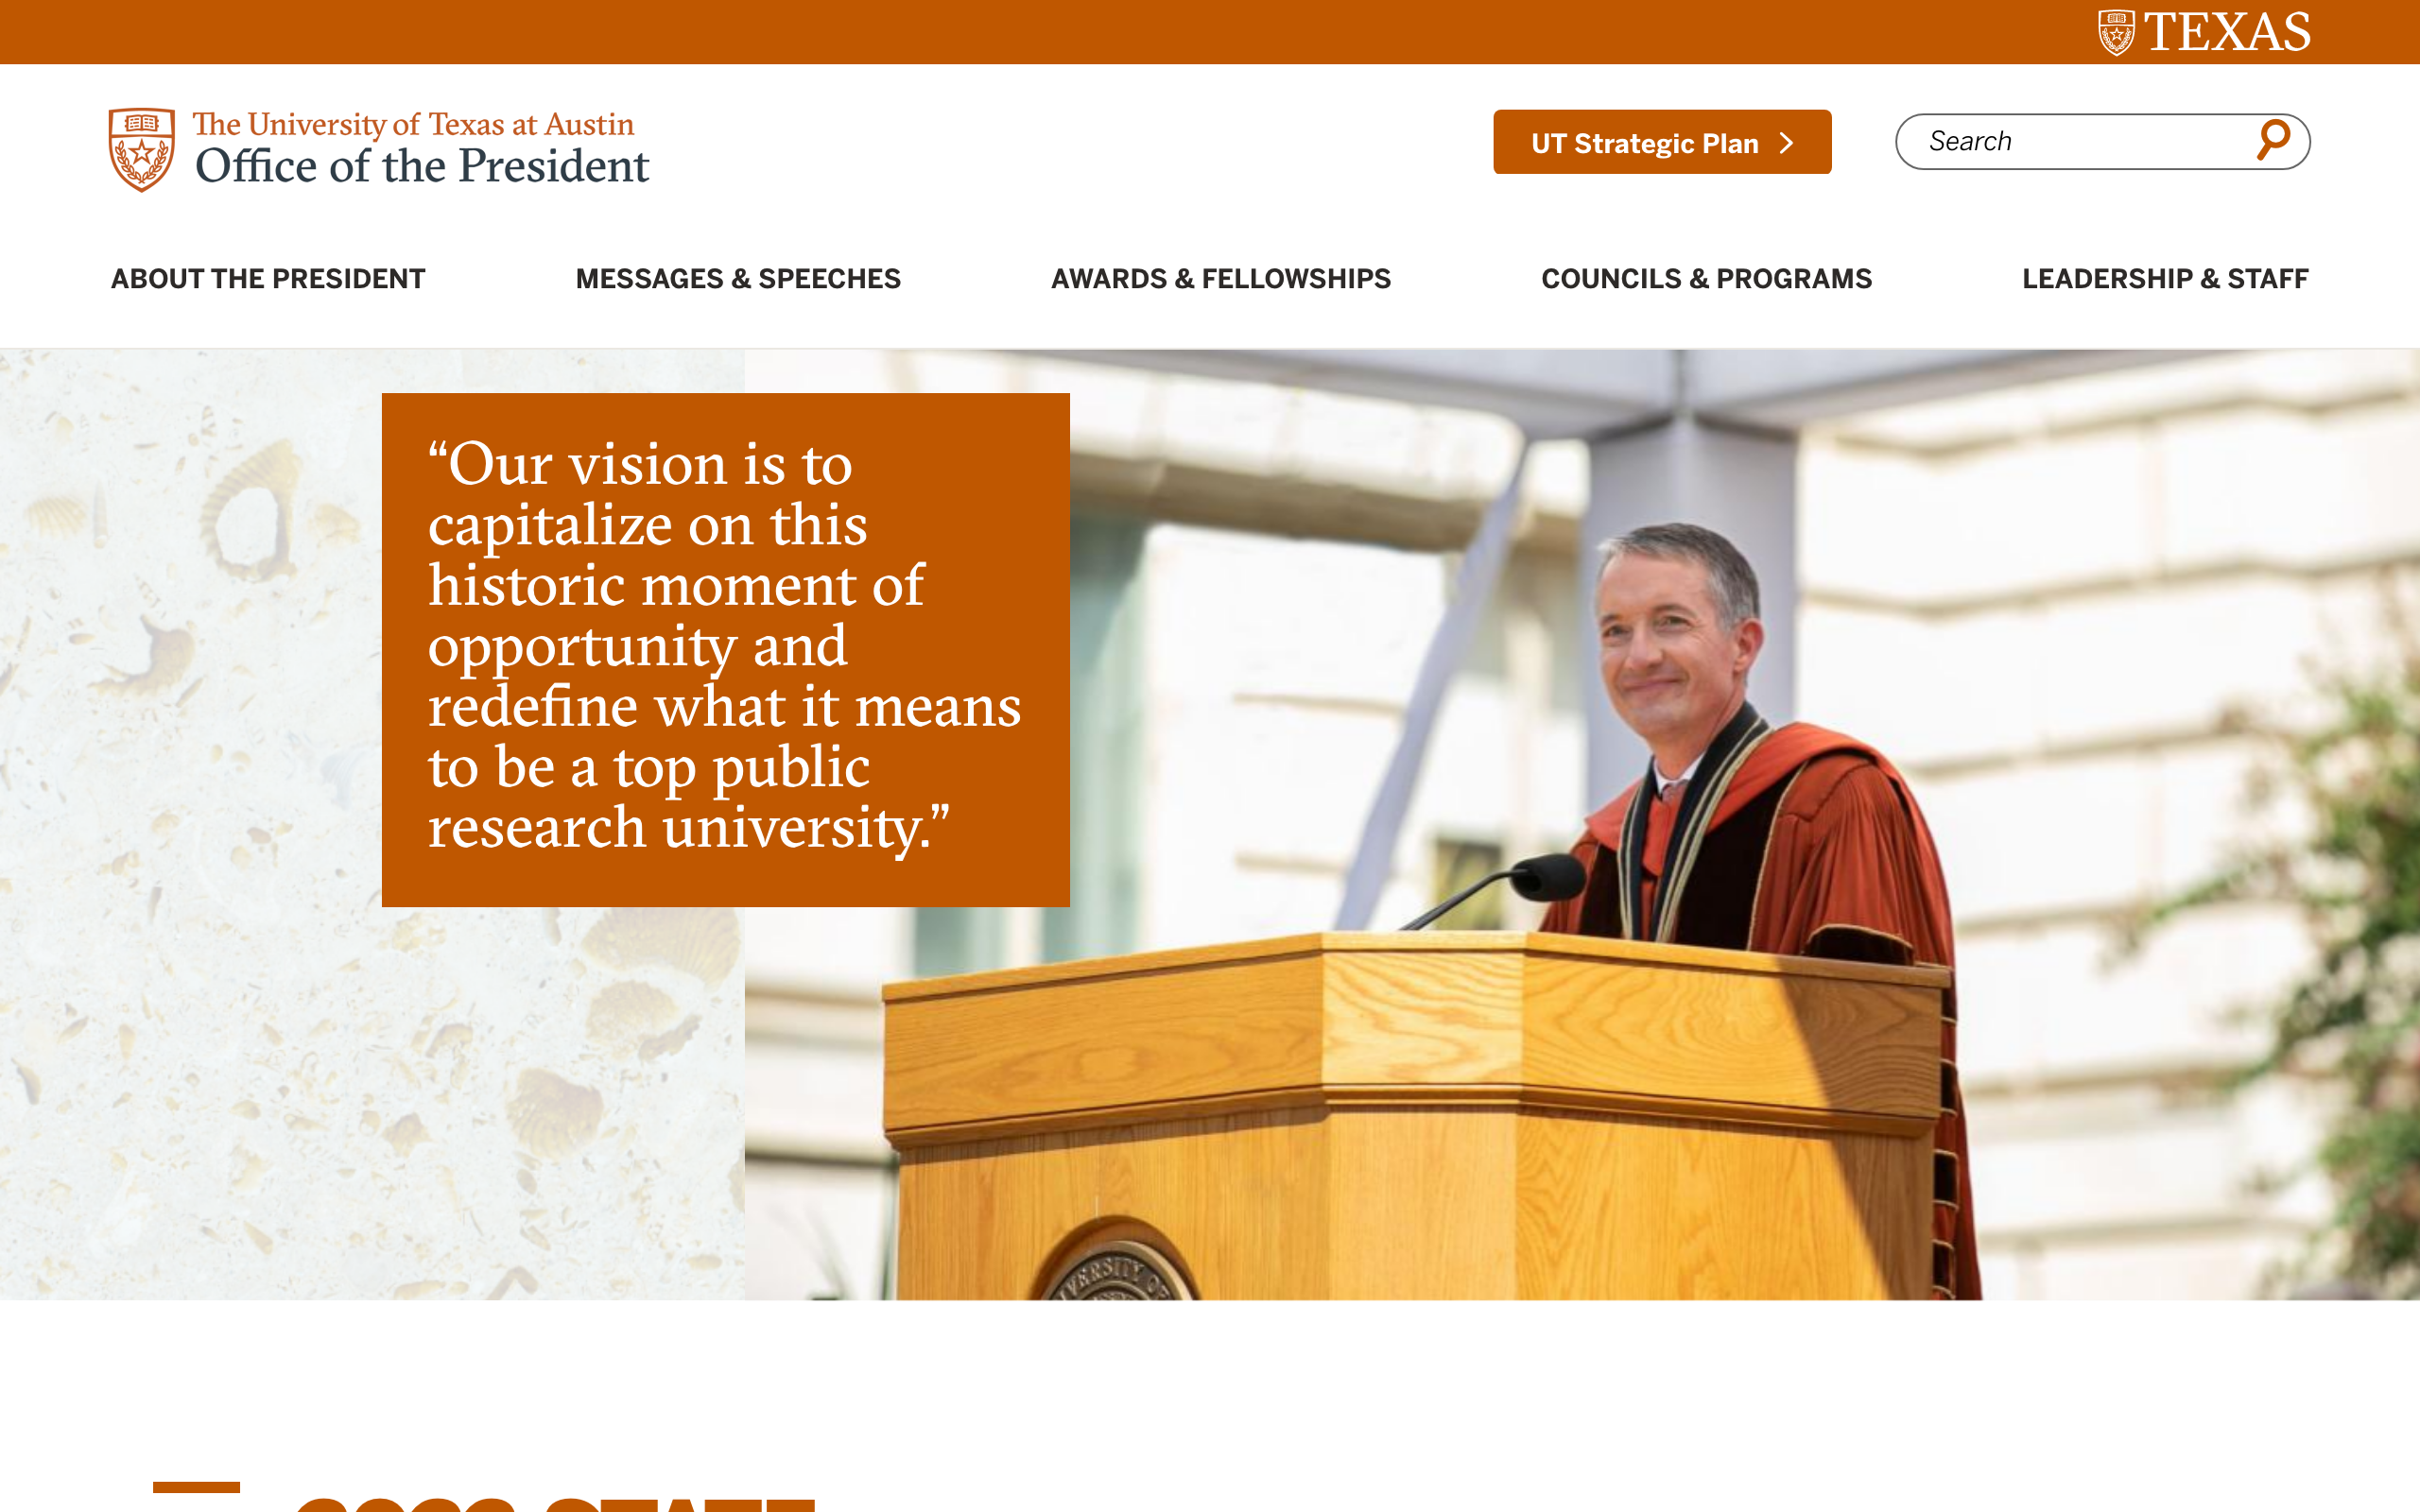 TEXAS
The University of Texas at Austin
Office of the President
UT Strategic Plan
Search
ABOUT THE PRESIDENT
MESSAGES & SPEECHES
AWARDS & FELLOWSHIPS
COUNCILS & PROGRAMS
LEADERSHIP & STAFF
“Our vision is to
capitalize on this
historic moment of
opportunity and
redefine what it means
to be a top public
research university.”